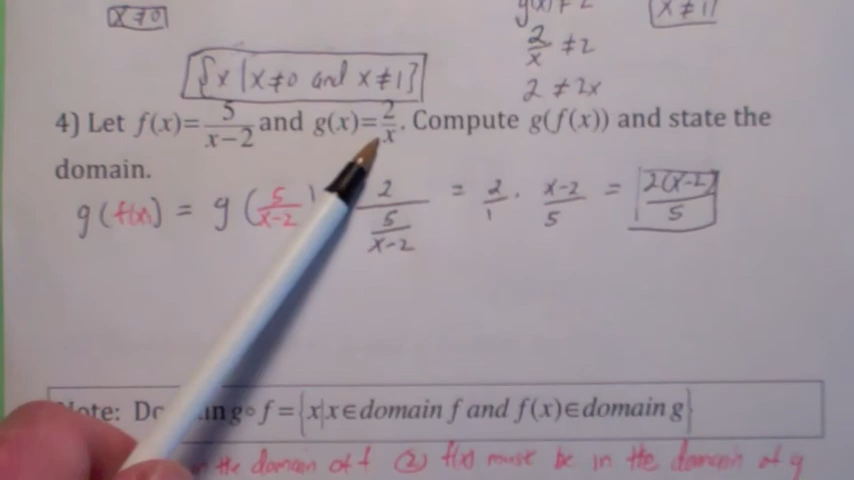 x ≠ 0
g(x) ≠ 2
x ≠ 1
2/x ≠ 2
{x | x≠0 and x≠1}
2 ≠ 2x
4) Let f(x)= 5/(x−2) and g(x)= 2/x. Compute g(f(x)) and state the
domain.
g(f(x)) = g(5/(x-2)) 2/(5/(x-2)) = 2/1 · (x-2)/5 = 2(x-2)/5
Note: g∘f = {x|x∈domain f and f(x)∈domain g}
in the domain of f ② f(x) must be in the domain of g